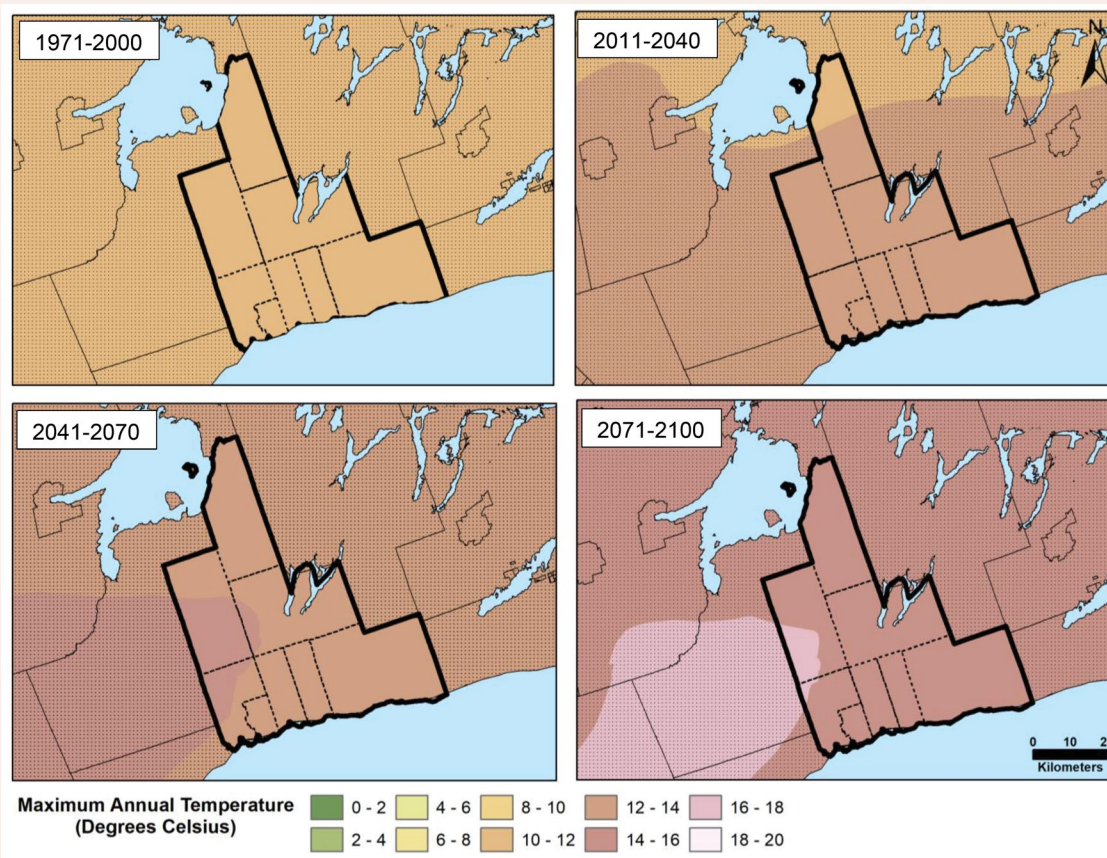 1971-2000
2011-2040
N
2041-2070
2071-2100
0 10 2
Kilometers
Maximum Annual Temperature
(Degrees Celsius)
0 - 2 4 - 6 8 - 10 12 - 14 16 - 18
2 - 4 6 - 8 10 - 12 14 - 16 18 - 20